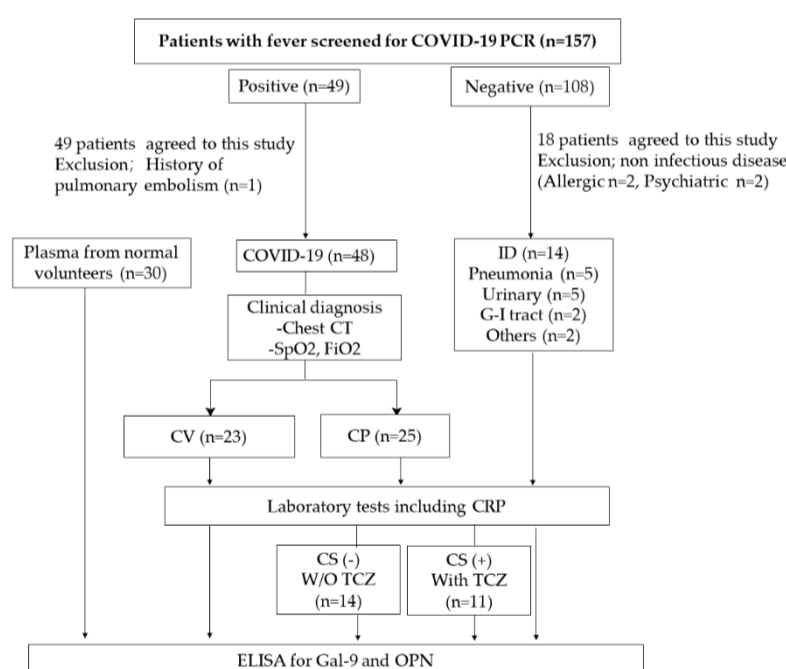 Patients with fever screened for COVID-19 PCR (n=157)
Positive (n=49)
Negative (n=108)
49 patients agreed to this study
Exclusion; History of
pulmonary embolism (n=1)
18 patients agreed to this study
Exclusion; non infectious disease
(Allergic n=2, Psychiatric n=2)
Plasma from normal
volunteers (n=30)
COVID-19 (n=48)
ID (n=14)
Pneumonia (n=5)
Urinary (n=5)
G-I tract (n=2)
Others (n=2)
Clinical diagnosis
-Chest CT
-SpO2, FiO2
CV (n=23)
CP (n=25)
Laboratory tests including CRP
CS (-)
W/O TCZ
(n=14)
CS (+)
With TCZ
(n=11)
ELISA for Gal-9 and OPN